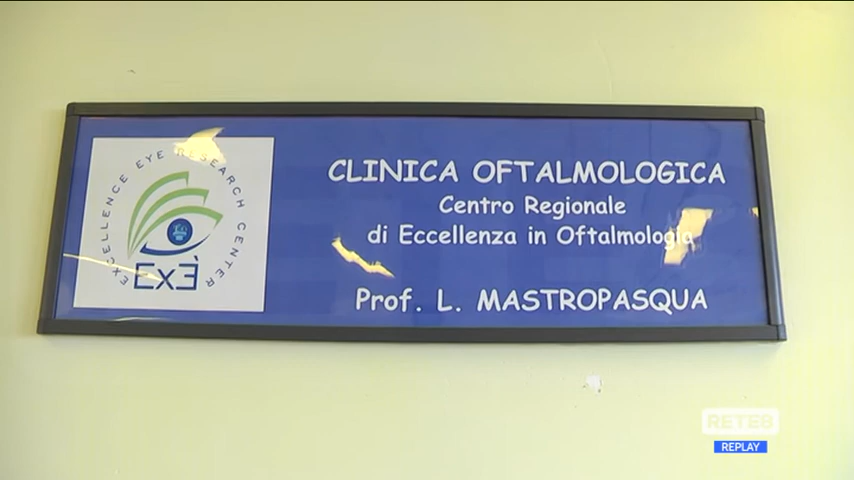 EXCELLENCE EYE RESEARCH CENTER
ExÈ
CLINICA OFTALMOLOGICA
Centro Regionale
di Eccellenza in Oftalmologia
Prof. L. MASTROPASQUA
RETE8
REPLAY